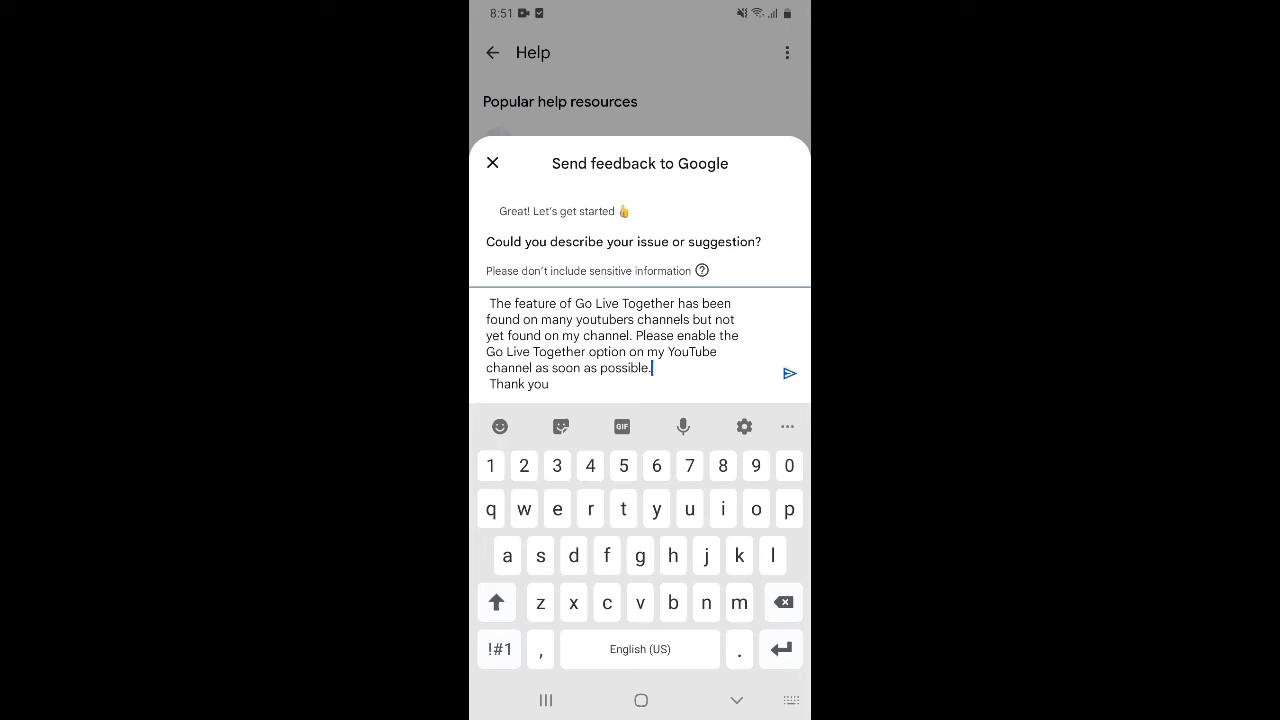 8:51
Help
Popular help resources
Send feedback to Google
Great! Let's get started 👍
Could you describe your issue or suggestion?
Please don't include sensitive information
The feature of Go Live Together has been
found on many youtubers channels but not
yet found on my channel. Please enable the
Go Live Together option on my YouTube
channel as soon as possible.
Thank you
GIF
1 2 3 4 5 6 7 8 9 0
q w e r t y u i o p
a s d f g h j k l
z x c v b n m
!#1 , English (US) .